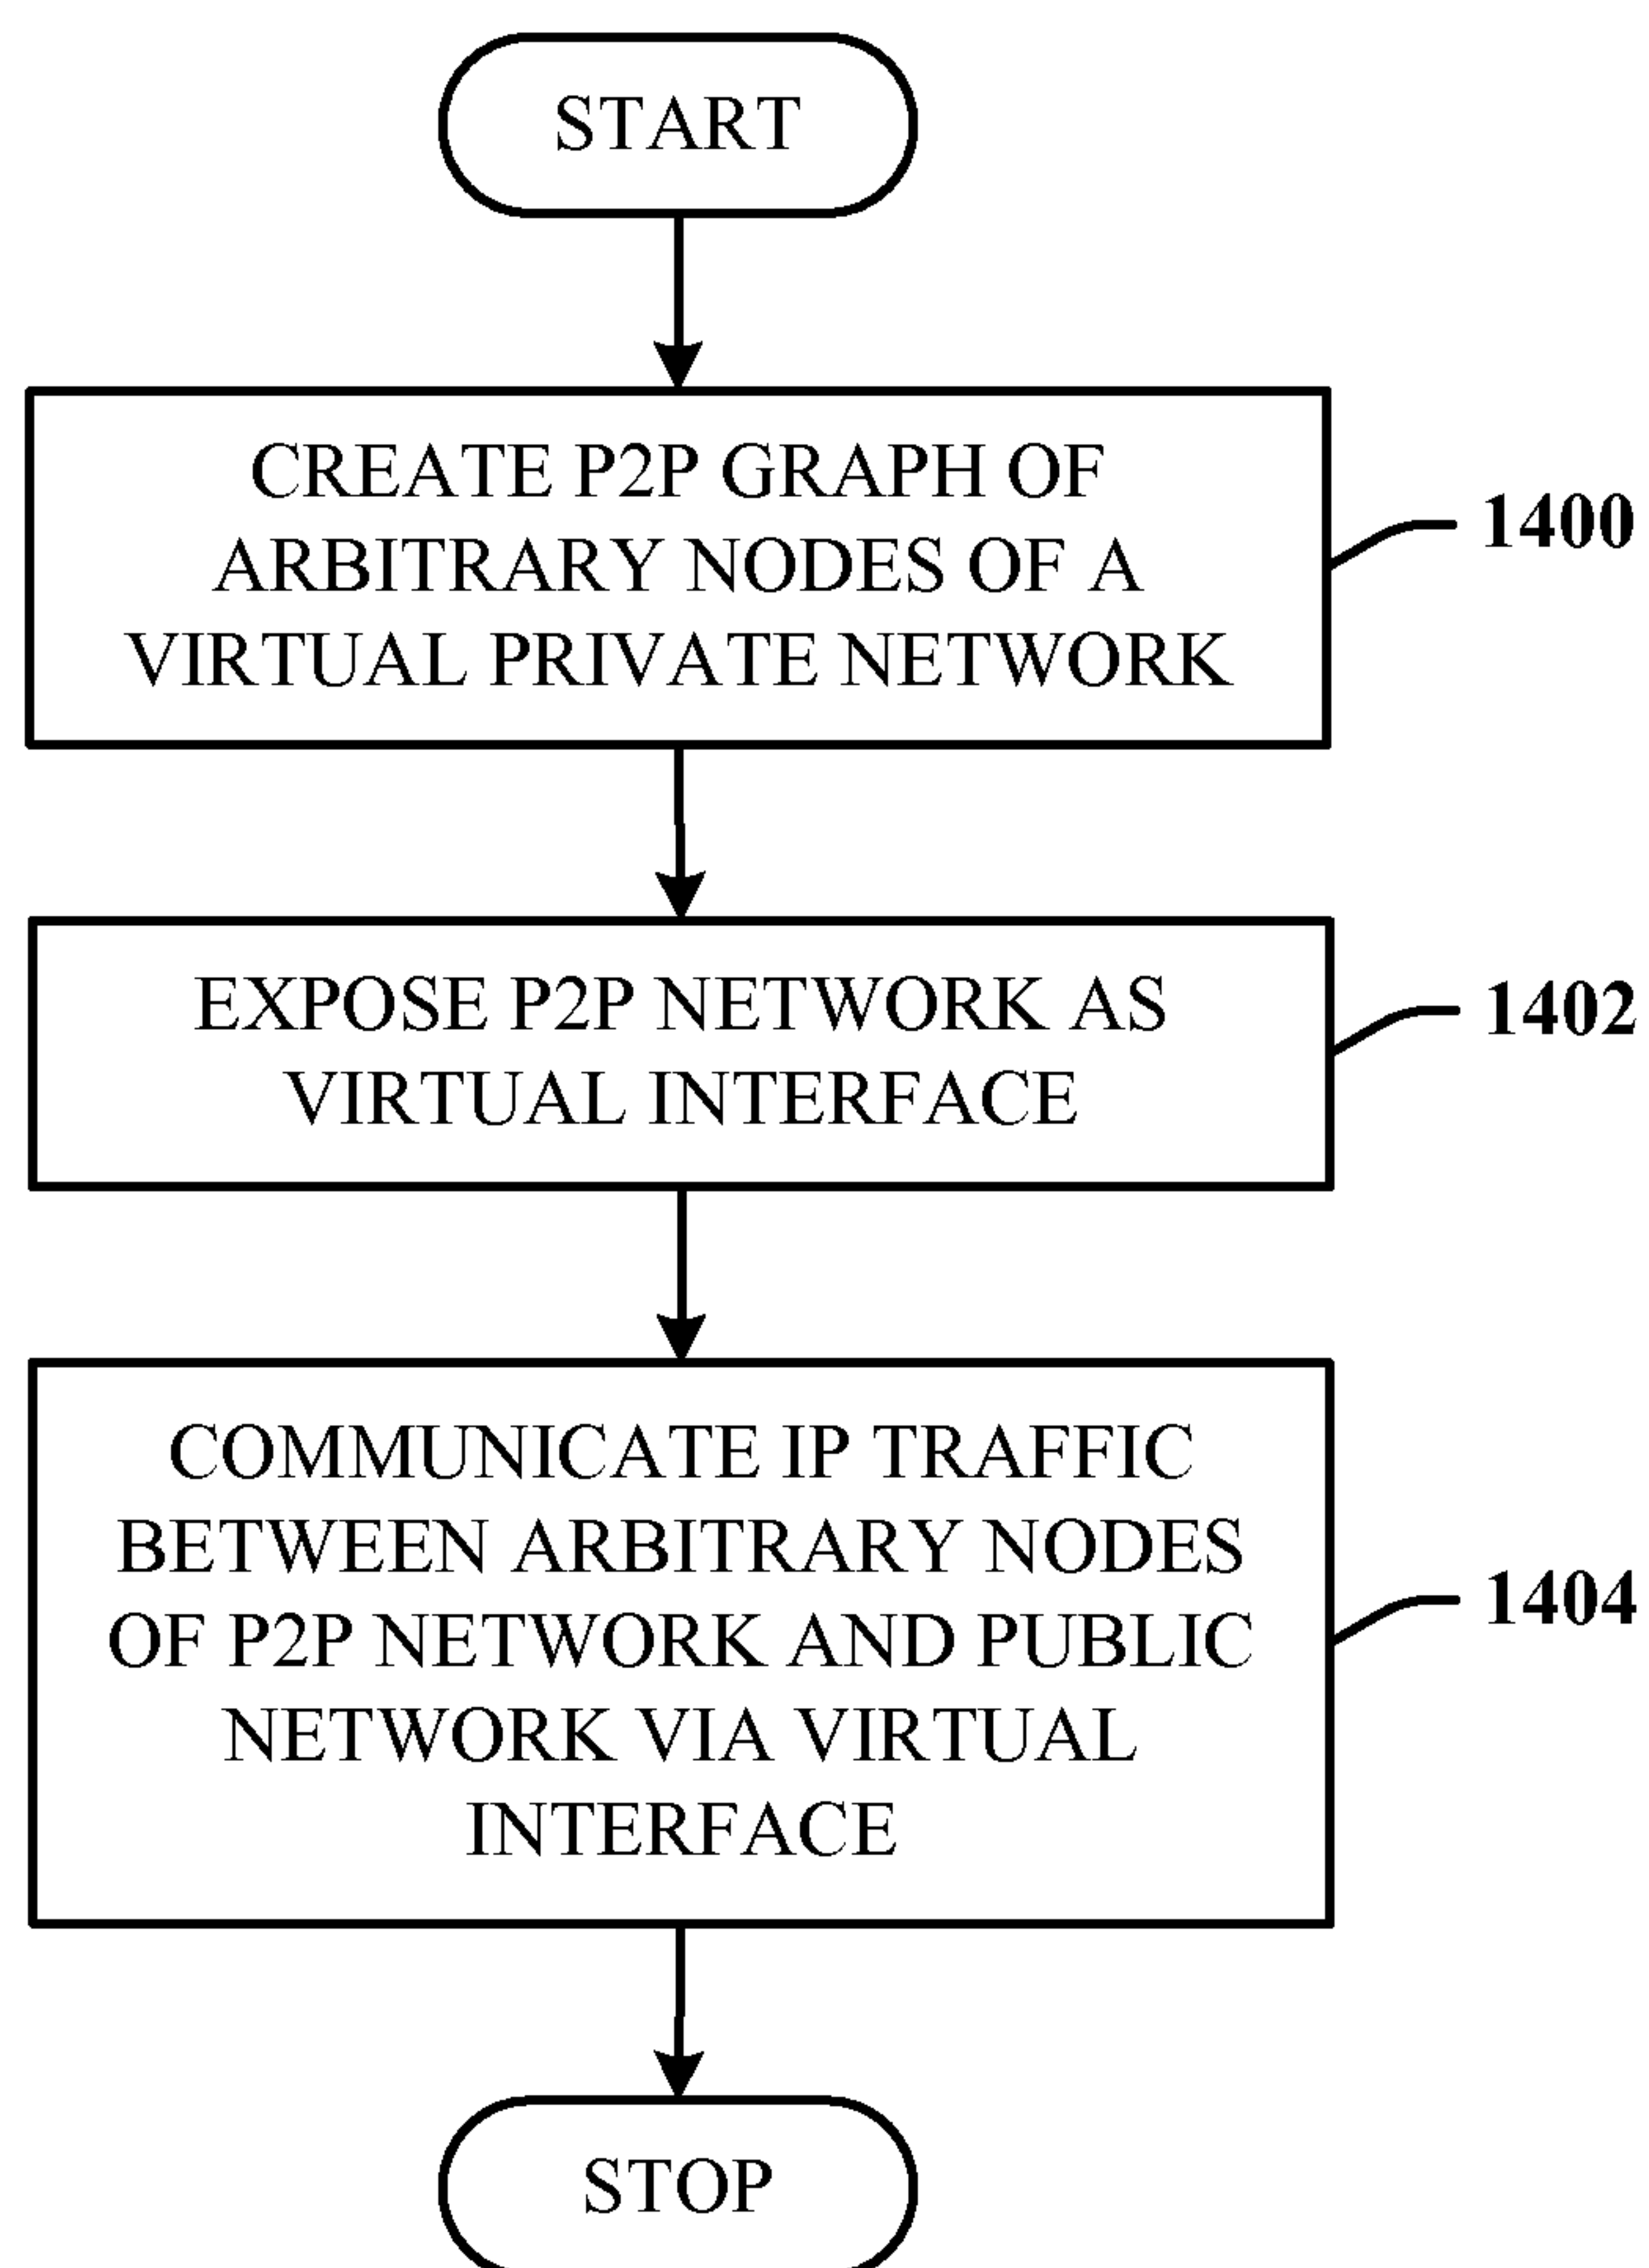 START
CREATE P2P GRAPH OF
ARBITRARY NODES OF A
VIRTUAL PRIVATE NETWORK
1400
EXPOSE P2P NETWORK AS
VIRTUAL INTERFACE
1402
COMMUNICATE IP TRAFFIC
BETWEEN ARBITRARY NODES
OF P2P NETWORK AND PUBLIC
NETWORK VIA VIRTUAL
INTERFACE
1404
STOP